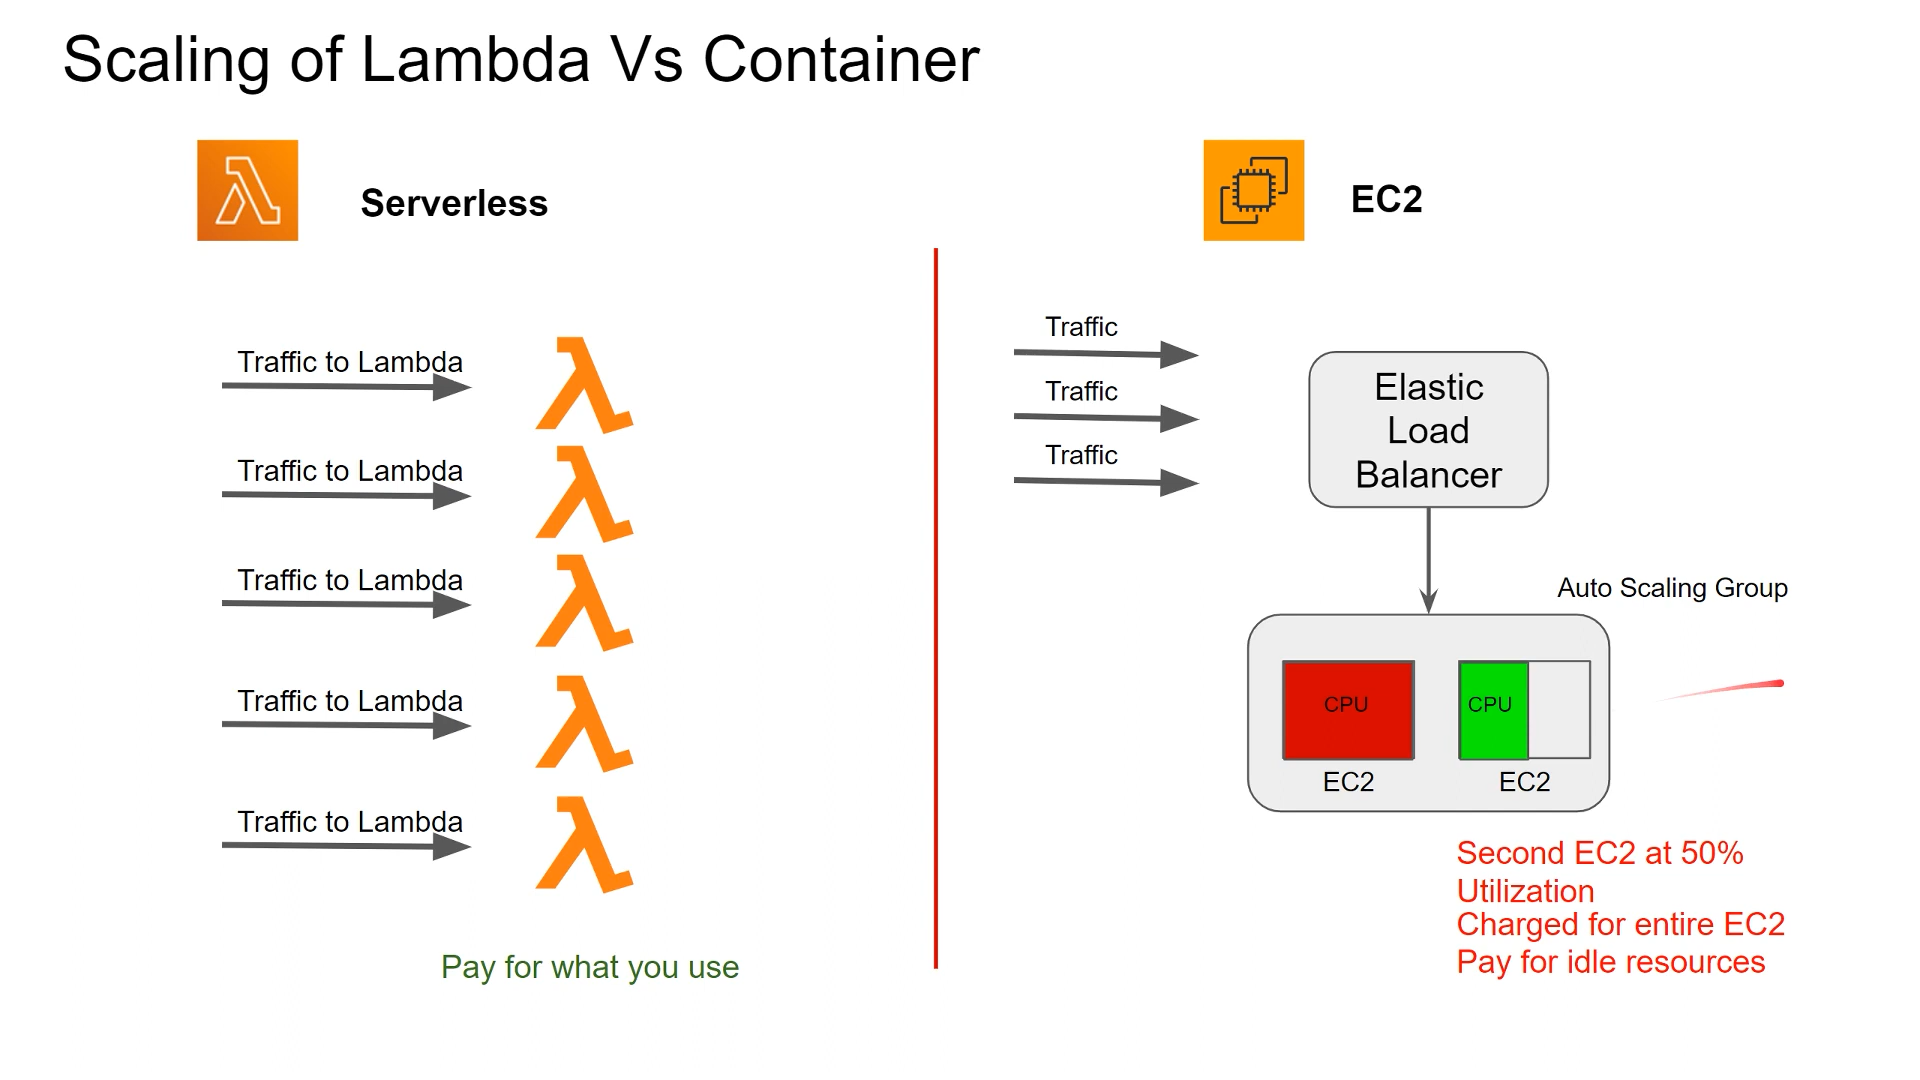 Scaling of Lambda Vs Container
Serverless
Traffic to Lambda
Traffic to Lambda
Traffic to Lambda
Traffic to Lambda
Traffic to Lambda
Pay for what you use
EC2
Traffic
Traffic
Traffic
Elastic
Load
Balancer
Auto Scaling Group
CPU
CPU
EC2
EC2
Second EC2 at 50%
Utilization
Charged for entire EC2
Pay for idle resources